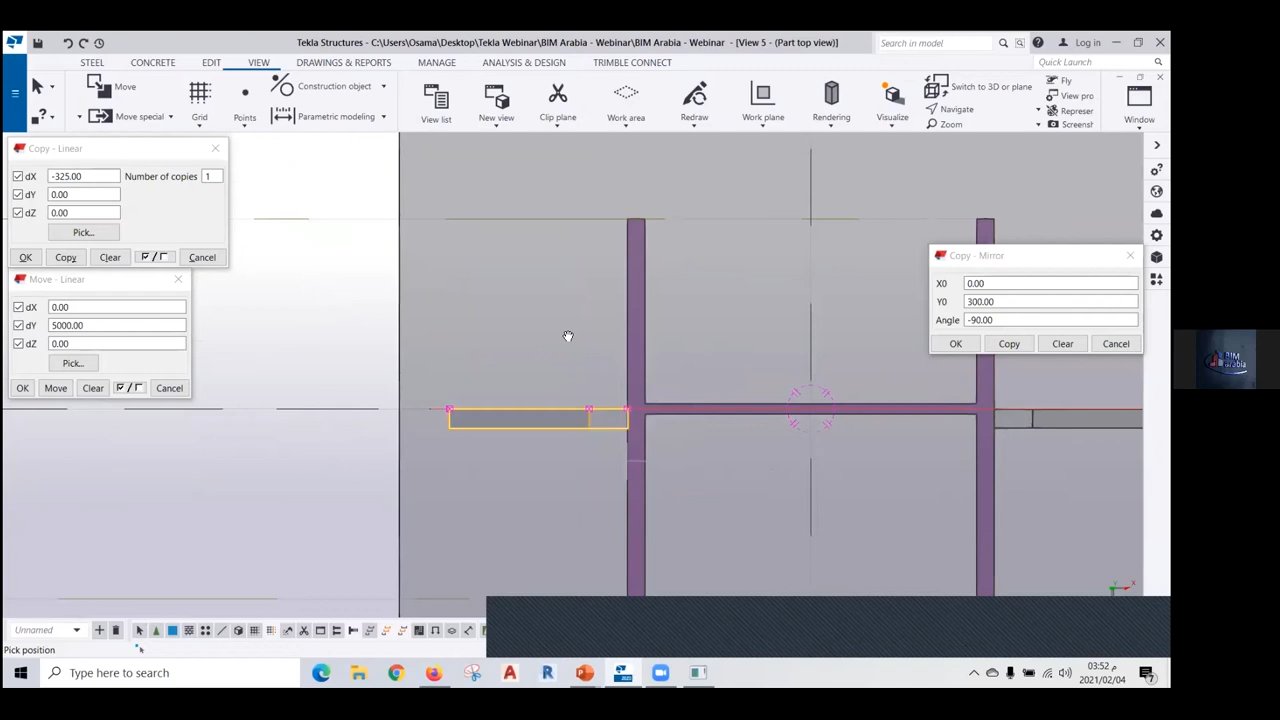 Tekla Structures - C:\Users\Osama\Desktop\Tekla Webinar\BIM Arabia - Webinar\BIM Arabia - Webinar - [View 5 - (Part top view)]
Search in model
Log in
STEEL CONCRETE EDIT VIEW DRAWINGS & REPORTS MANAGE ANALYSIS & DESIGN TRIMBLE CONNECT
Quick Launch
Move
Move special
Grid
Points
Construction object
Parametric modeling
View list
New view
Clip plane
Work area
Redraw
Work plane
Rendering
Visualize
Switch to 3D or plane
Navigate
Zoom
Fly
View pro
Represer
Screensh
Window
Copy - Linear
dX -325.00 Number of copies 1
dY 0.00
dZ 0.00
Pick...
OK Copy Clear Cancel
Move - Linear
dX 0.00
dY 5000.00
dZ 0.00
Pick...
OK Move Clear Cancel
Copy - Mirror
X0 0.00
Y0 300.00
Angle -90.00
OK Copy Clear Cancel
BIM
arabia
Unnamed
Pick position
Type here to search
03:52 م
2021/02/04